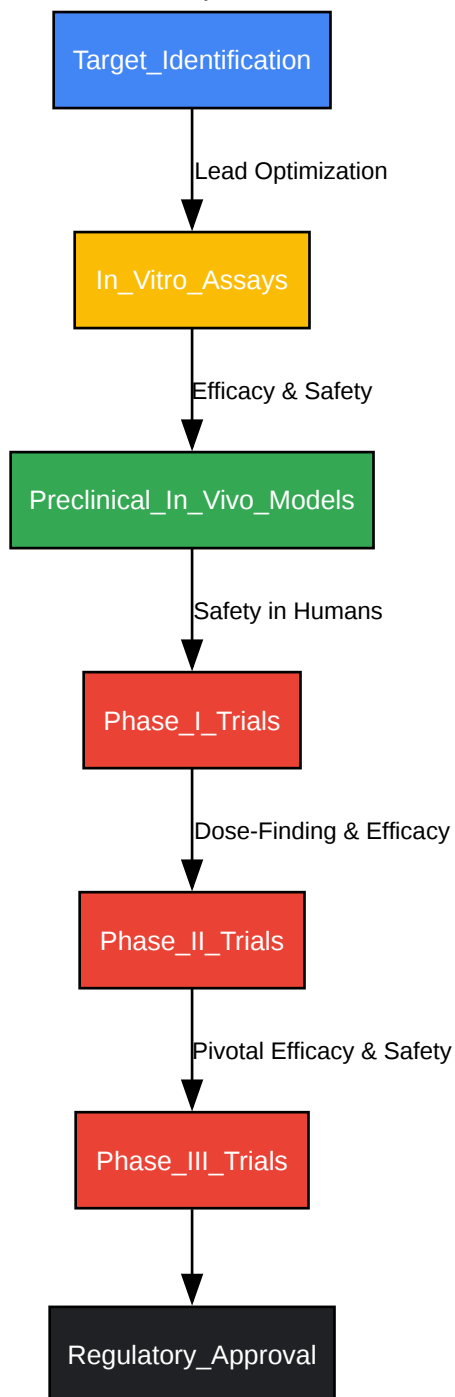 Target_Identification
Lead Optimization
In_Vitro_Assays
Efficacy & Safety
Preclinical_In_Vivo_Models
Safety in Humans
Phase_I_Trials
Dose-Finding & Efficacy
Phase_II_Trials
Pivotal Efficacy & Safety
Phase_III_Trials
Regulatory_Approval